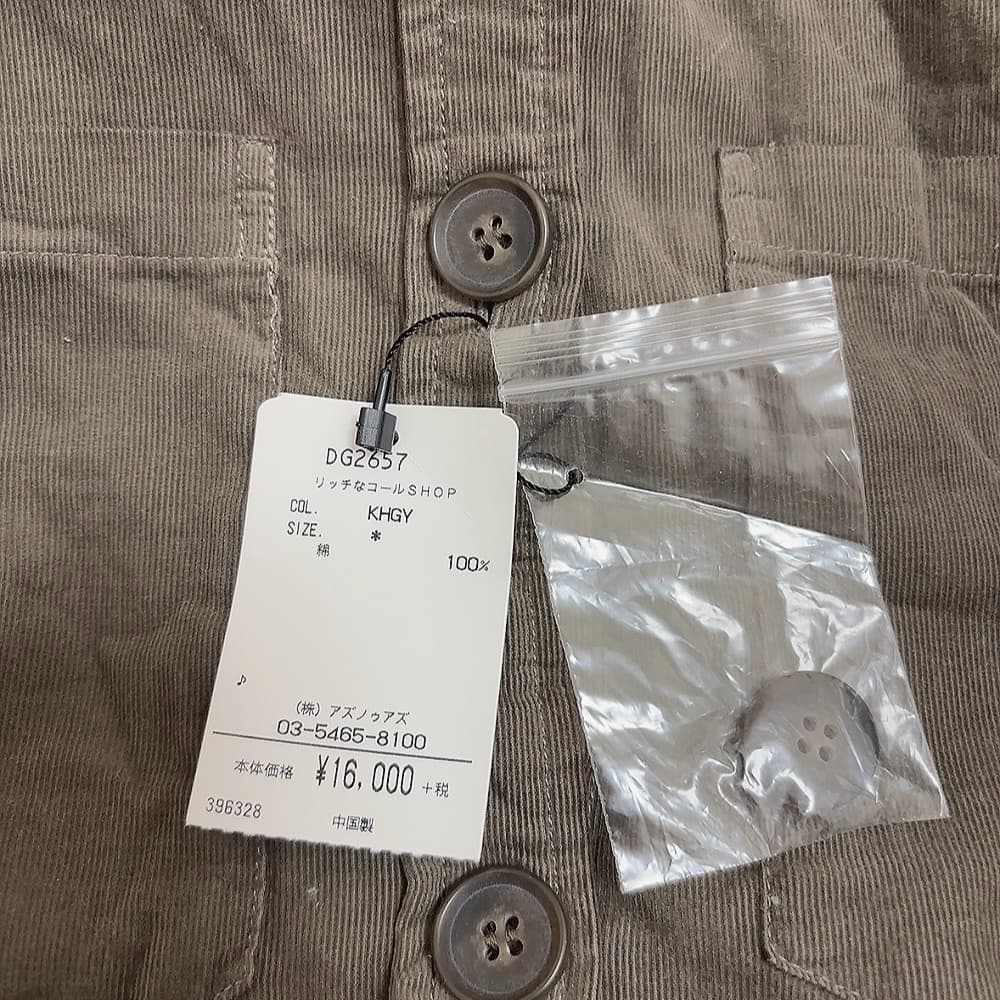 DG2657
リッチなコールSHOP
COL. KHGY
SIZE. *
綿 100%
♪
(株)アズノゥアズ
03-5465-8100
本体価格 ¥16,000 +税
396328 中国製